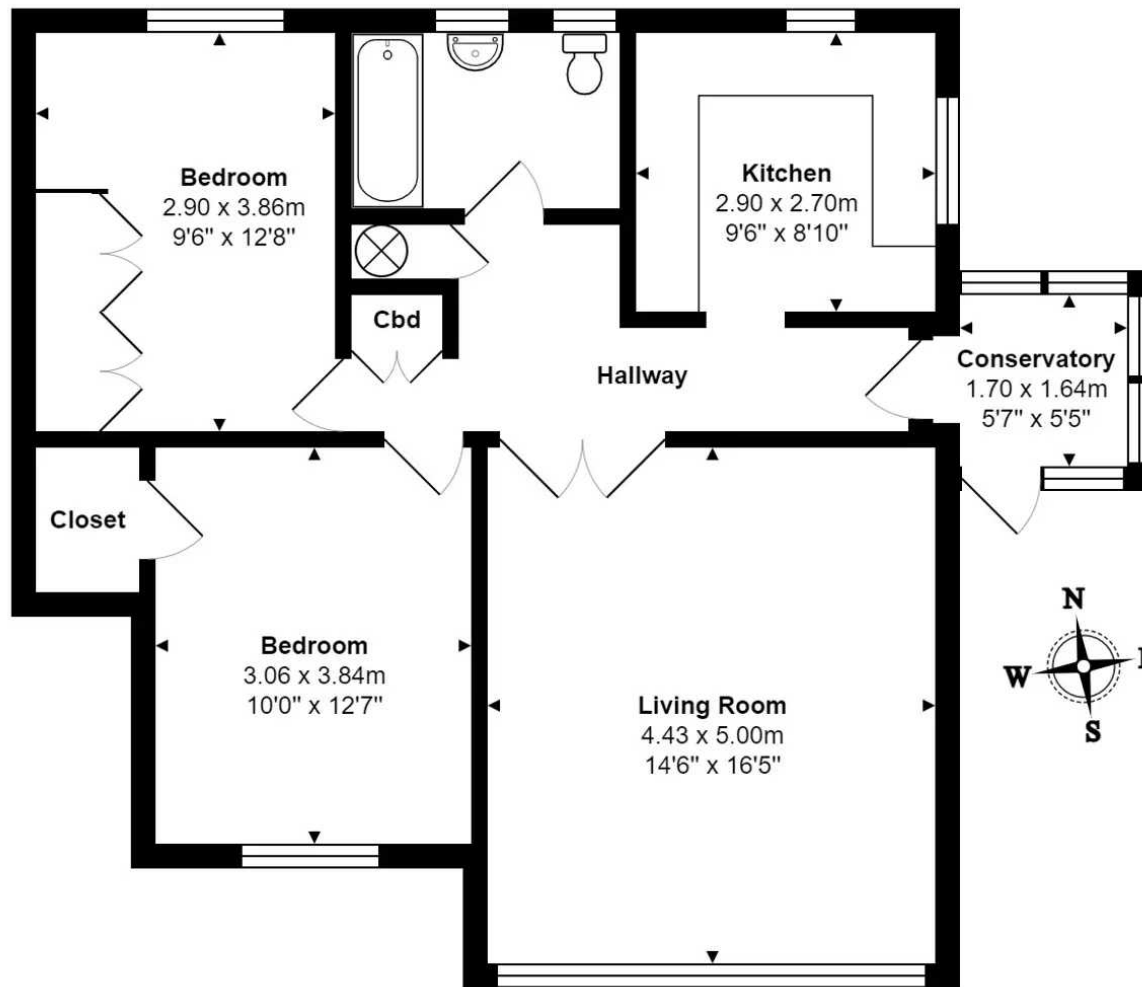 Bedroom
2.90 x 3.86m
9'6" x 12'8"
Kitchen
2.90 x 2.70m
9'6" x 8'10"
Cbd
Hallway
Conservatory
1.70 x 1.64m
5'7" x 5'5"
Closet
Bedroom
3.06 x 3.84m
10'0" x 12'7"
Living Room
4.43 x 5.00m
14'6" x 16'5"
N
W
S